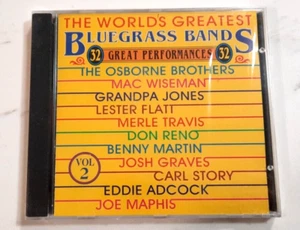 THE WORLD'S GREATEST
BLUEGRASS BANDS
32 GREAT PERFORMANCES 32
THE OSBORNE BROTHERS
MAC WISEMAN
GRANDPA JONES
LESTER FLATT
MERLE TRAVIS
DON RENO
BENNY MARTIN
JOSH GRAVES
CARL STORY
EDDIE ADCOCK
JOE MAPHIS
VOL
2